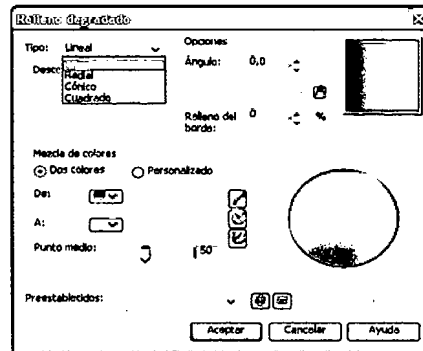 Relleno degradado
Tipo: Lineal
Radial
Cónico
Cuadrado
Desc
Opciones
Ángulo: 0,0
Relleno del borde: 0 %
Mezcla de colores
Dos colores Personalizado
De:
A:
Punto medio: 50
Preestablecidos:
Aceptar Cancelar Ayuda